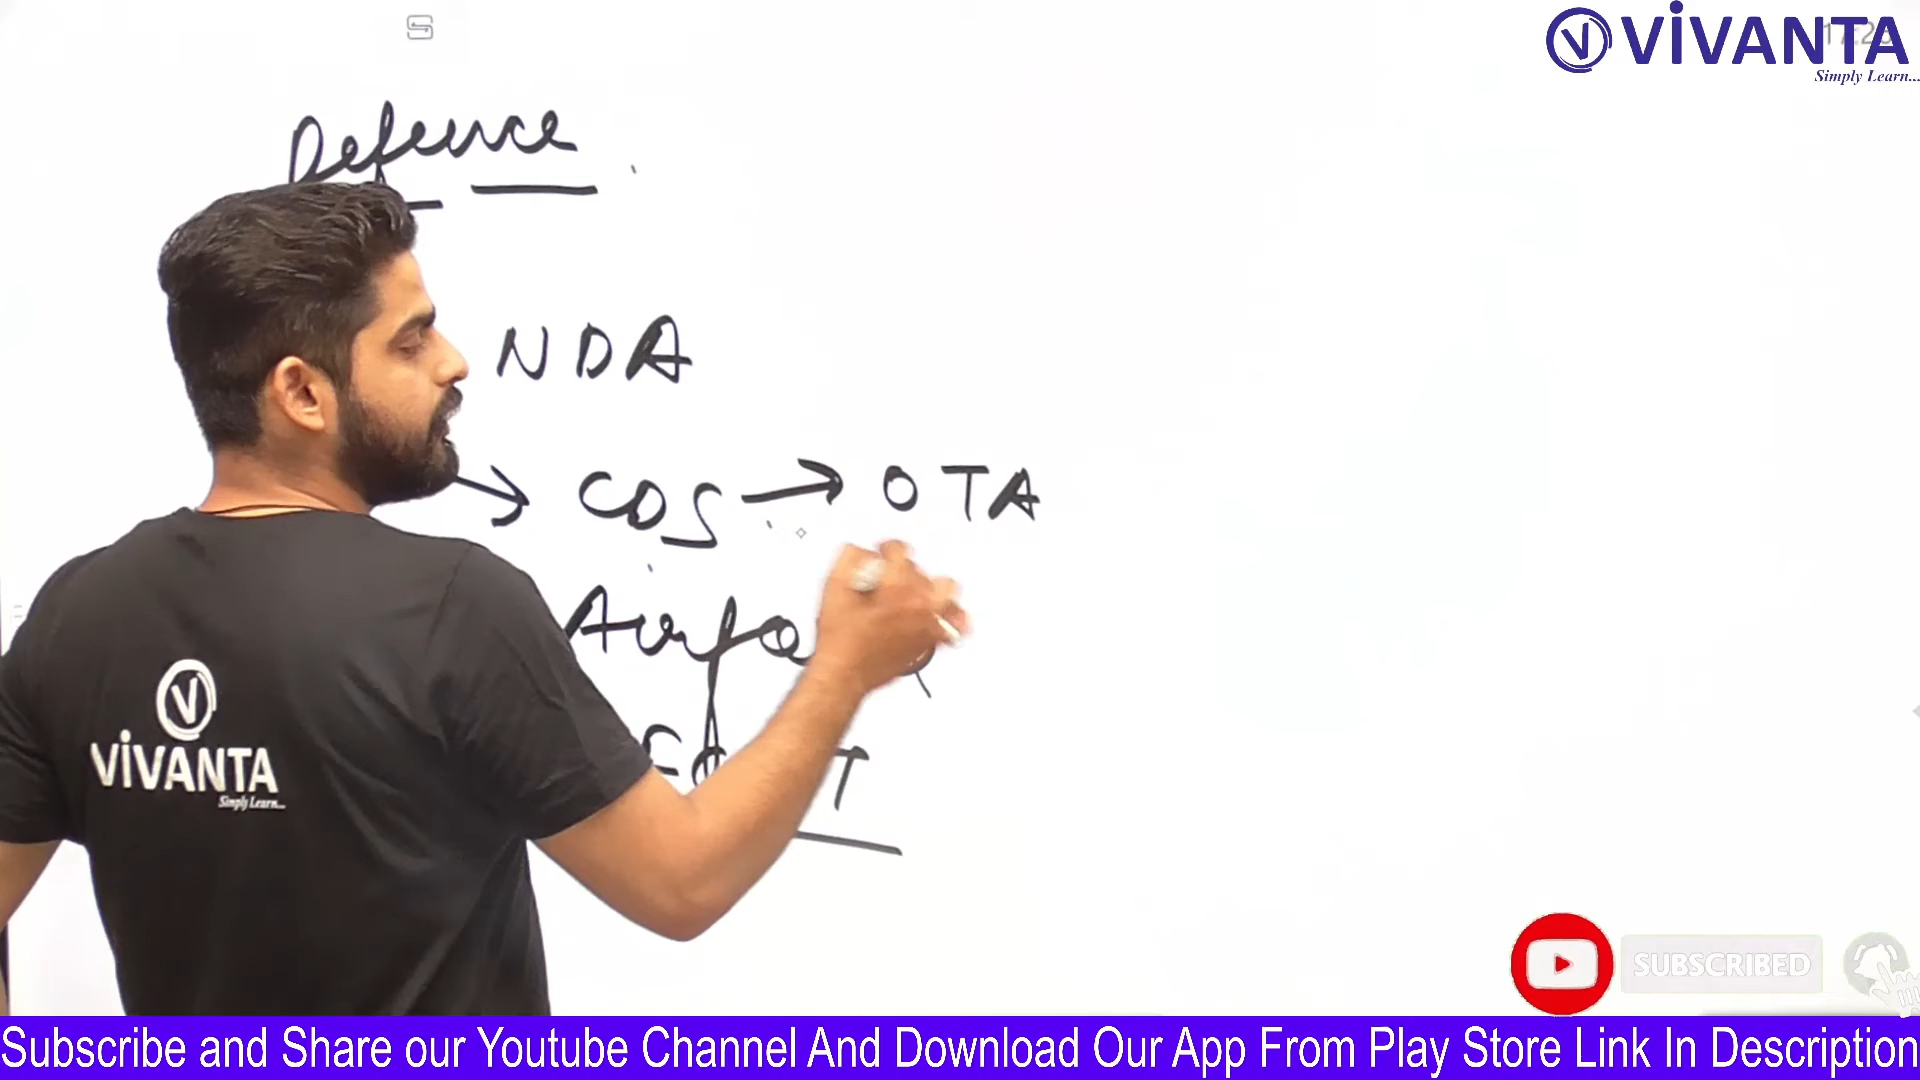 VIVANTA
Simply Learn...
Defence
NDA
CDS → OTA
VIVANTA
Simply Learn...
SUBSCRIBED
Subscribe and Share our Youtube Channel And Download Our App From Play Store Link In Description